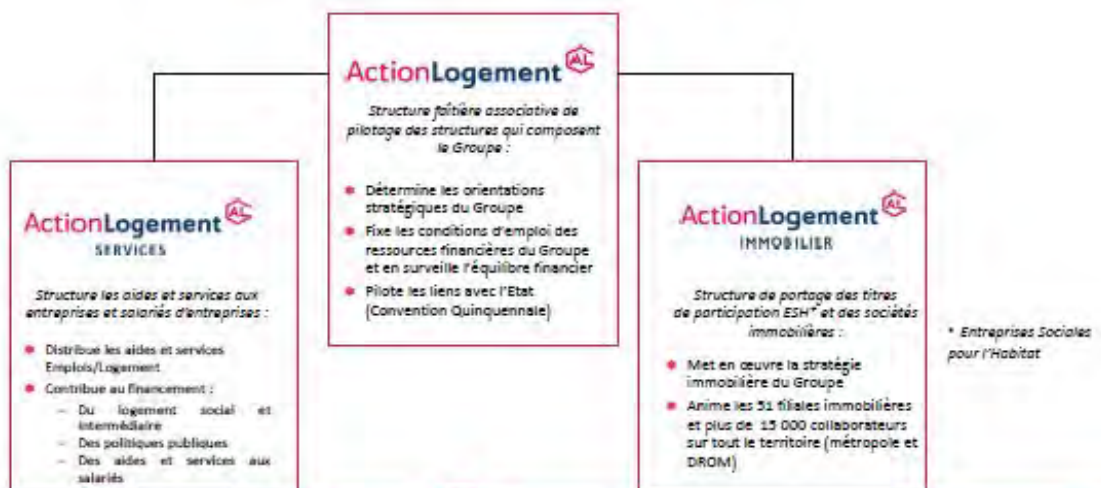 ActionLogement AL
Structure faîtière associative de
pilotage des structures qui composent
le Groupe :
Détermine les orientations
stratégiques du Groupe
Fixe les conditions d'emploi des
ressources financières du Groupe
et en surveille l'équilibre financier
Pilote les liens avec l'Etat
(Convention Quinquennale)
ActionLogement AL
SERVICES
Structure les aides et services aux
entreprises et salariés d'entreprises :
Distribue les aides et services
Emplois/Logement
Contribue au financement :
– Du logement social et
intermédiaire
– Des politiques publiques
– Des aides et services aux
salariés
ActionLogement AL
IMMOBILIER
Structure de portage des titres
de participation ESH* et des sociétés
immobilières :
Met en œuvre la stratégie
immobilière du Groupe
Anime les 51 filiales immobilières
et plus de 15 000 collaborateurs
sur tout le territoire (métropole et
DROM)
* Entreprises Sociales
pour l'Habitat